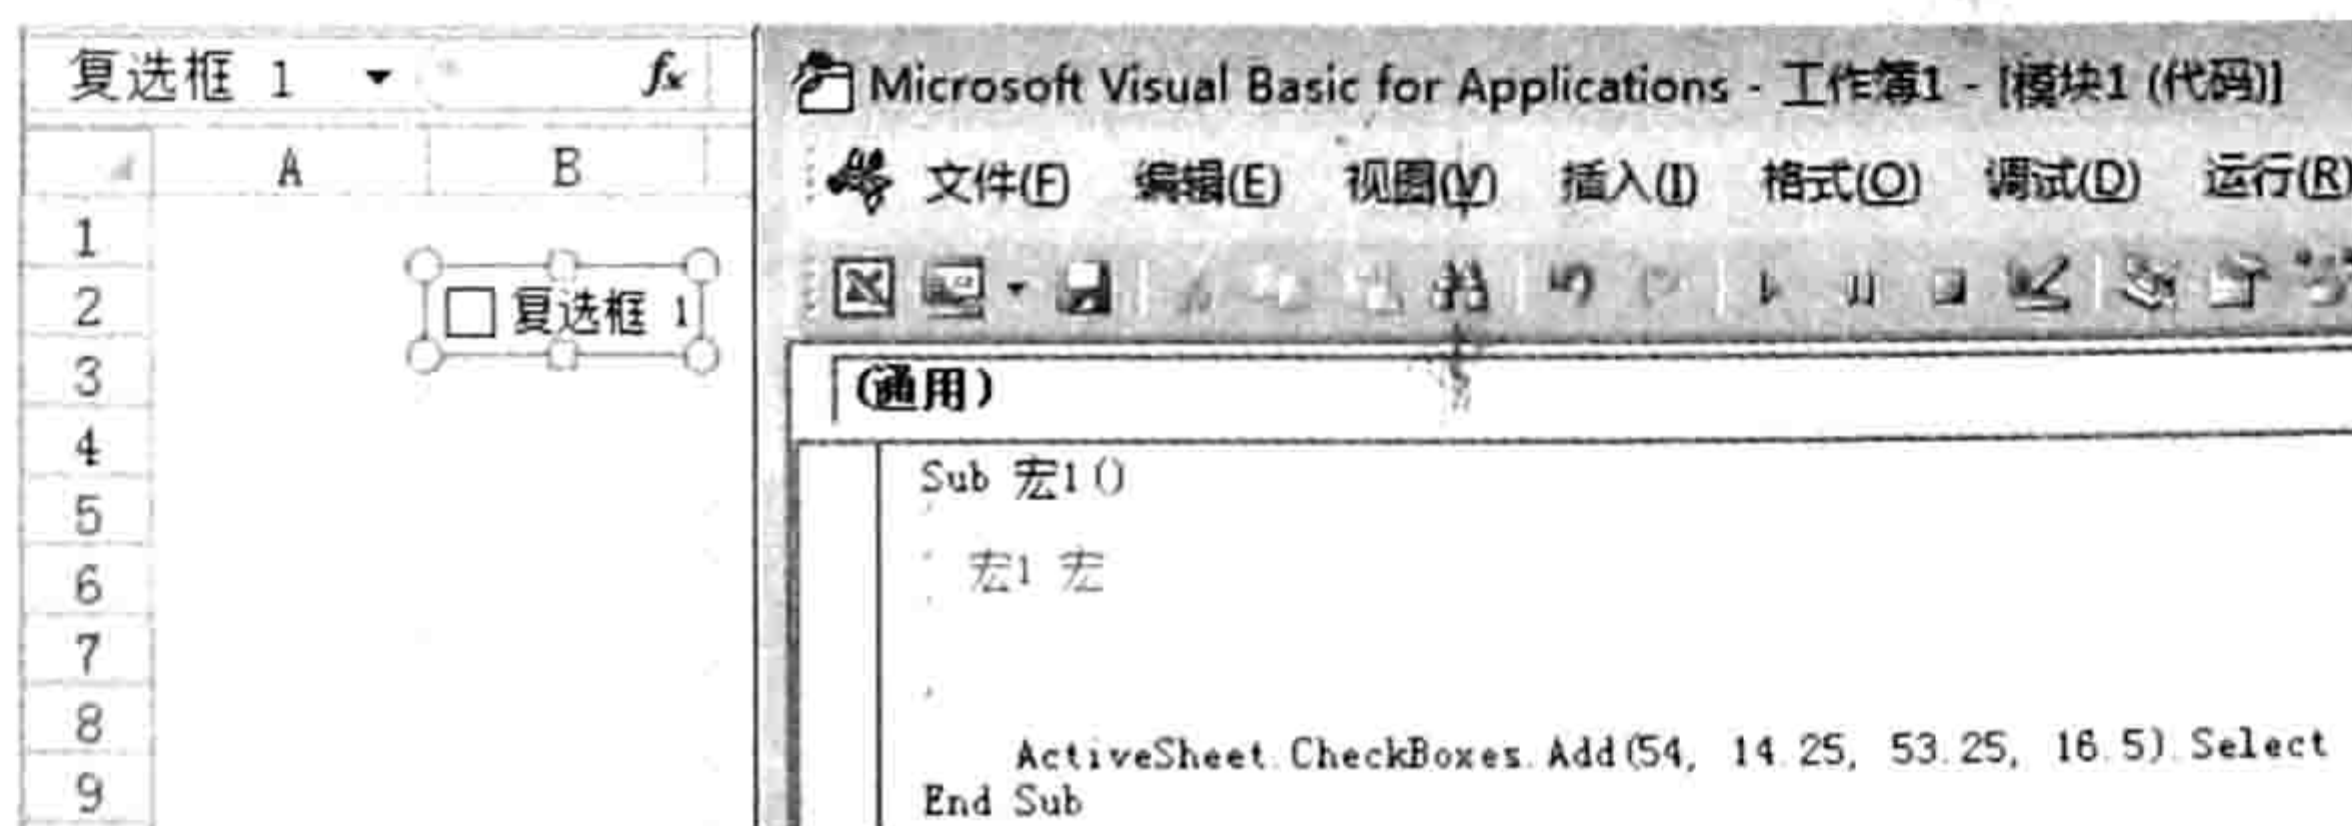 复选框 1 fx
A B
1
2 复选框 1
3
4
5
6
7
8
9
Microsoft Visual Basic for Applications - 工作簿1 - [模块1 (代码)]
文件(F) 编辑(E) 视图(V) 插入(I) 格式(O) 调试(D) 运行(R)
(通用)
Sub 宏1()
'
' 宏1 宏
'
'
ActiveSheet.CheckBoxes.Add(54, 14.25, 53.25, 16.5).Select
End Sub